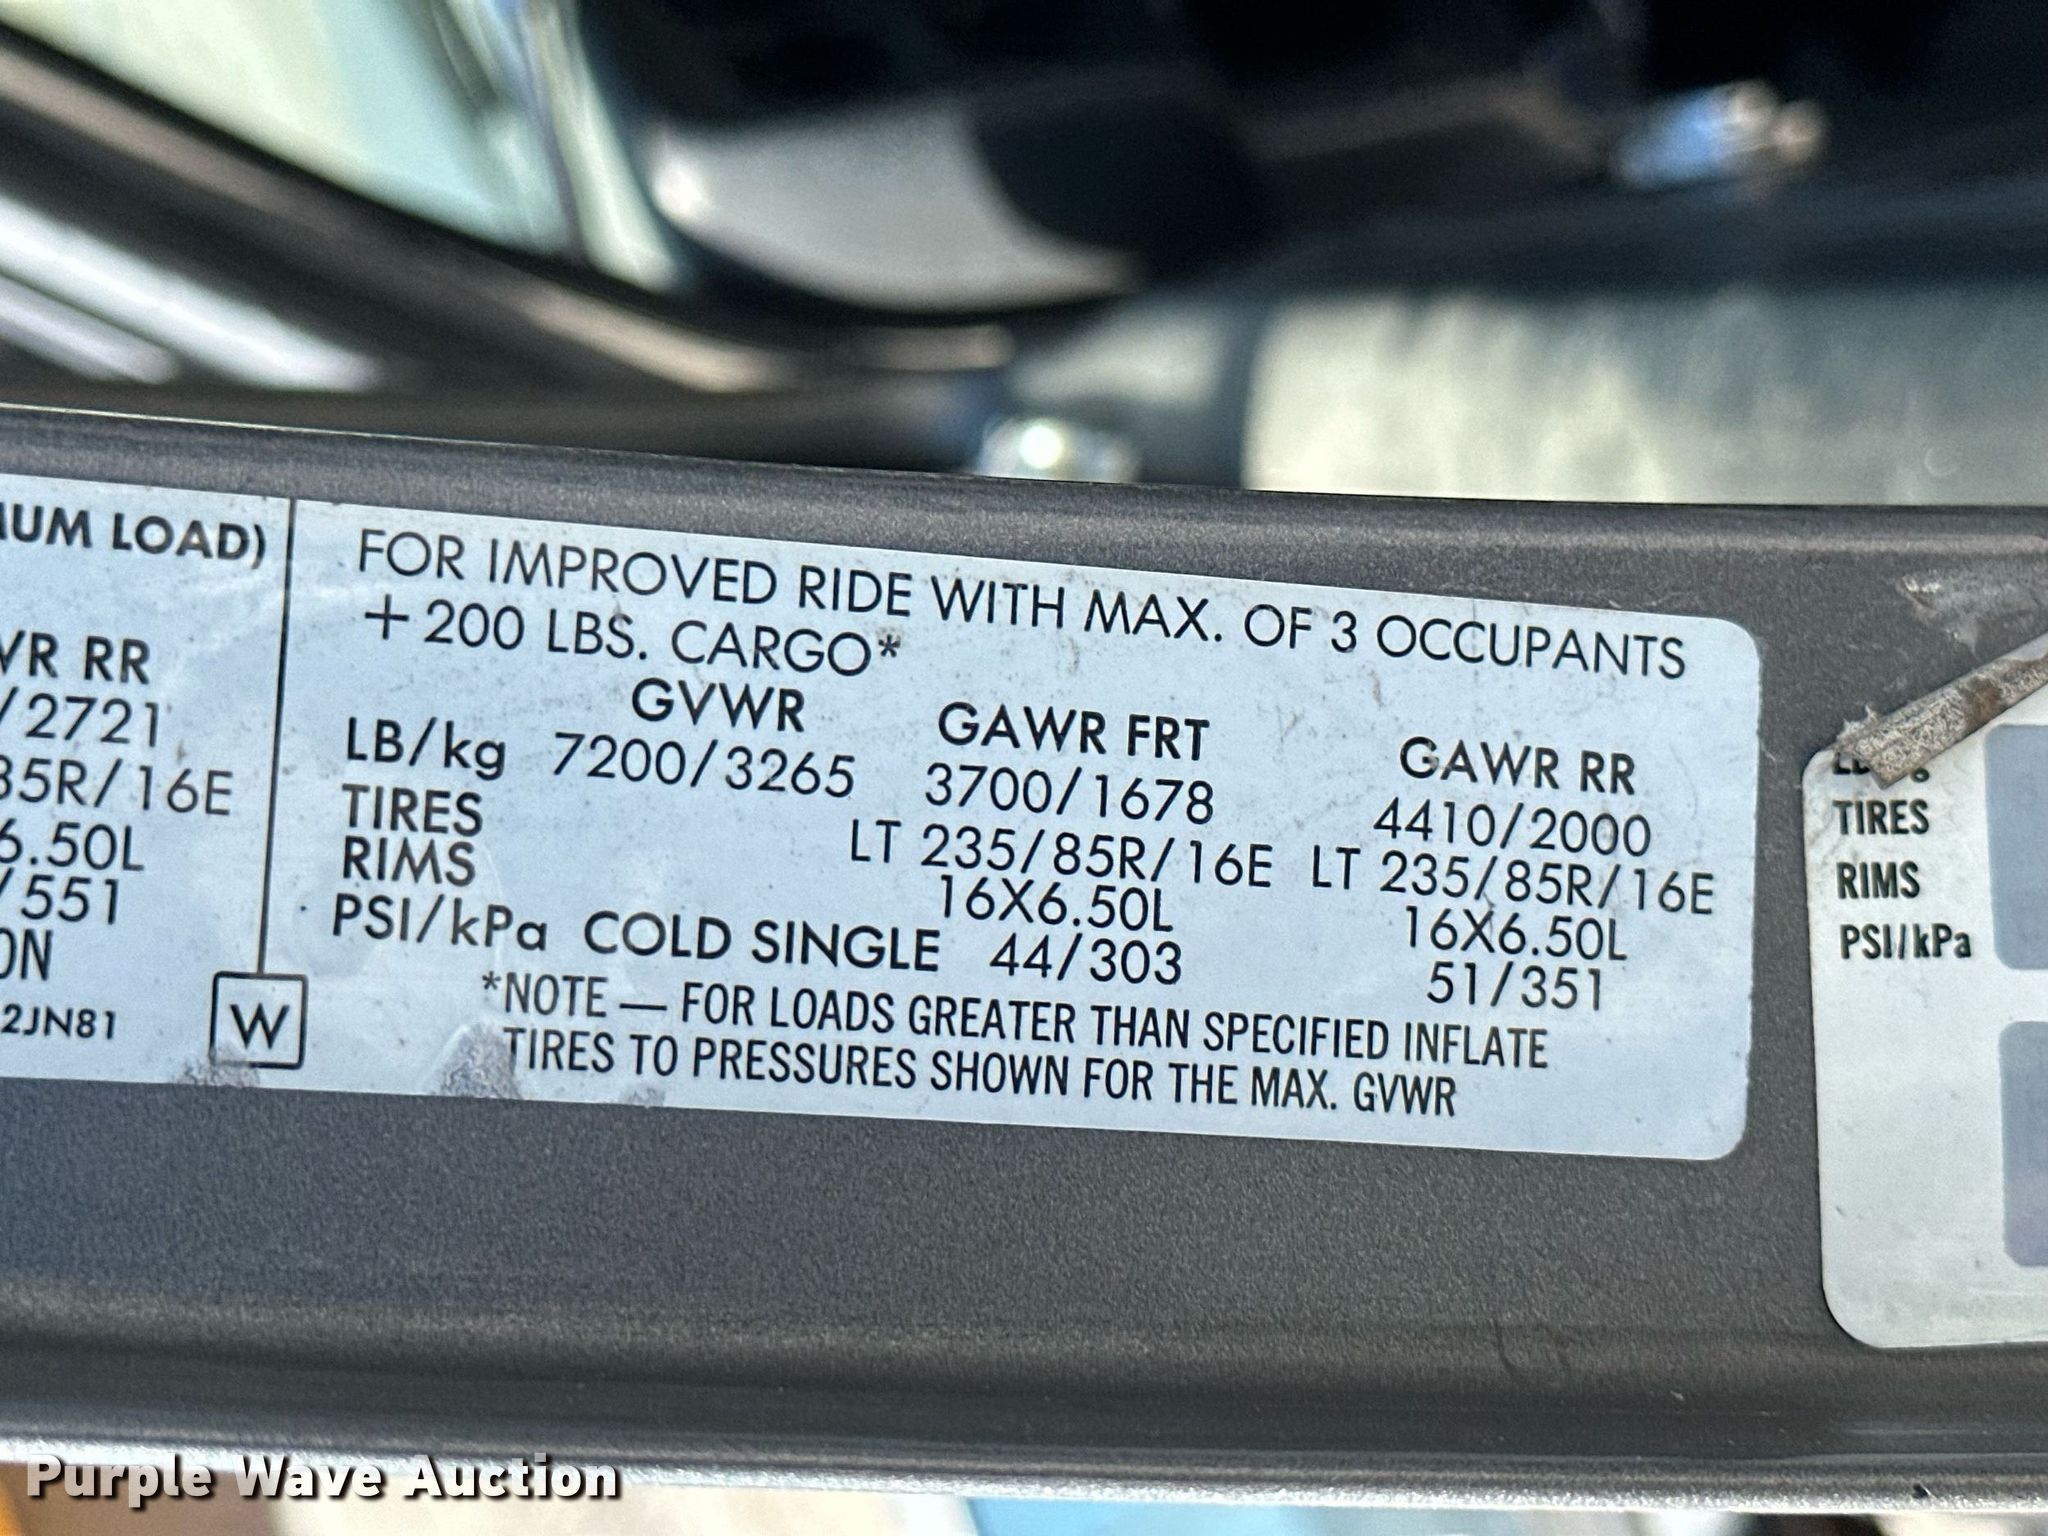 IUM LOAD)
WR RR
/2721
85R/16E
6.50L
/551
ON
2JN81
W
FOR IMPROVED RIDE WITH MAX. OF 3 OCCUPANTS
+200 LBS. CARGO*
GVWR GAWR FRT GAWR RR
LB/kg 7200/3265 3700/1678 4410/2000
TIRES LT 235/85R/16E LT 235/85R/16E
RIMS 16X6.50L 16X6.50L
PSI/kPa COLD SINGLE 44/303 51/351
*NOTE — FOR LOADS GREATER THAN SPECIFIED INFLATE
TIRES TO PRESSURES SHOWN FOR THE MAX. GVWR
TIRES
RIMS
PSI/kPa
Purple Wave Auction